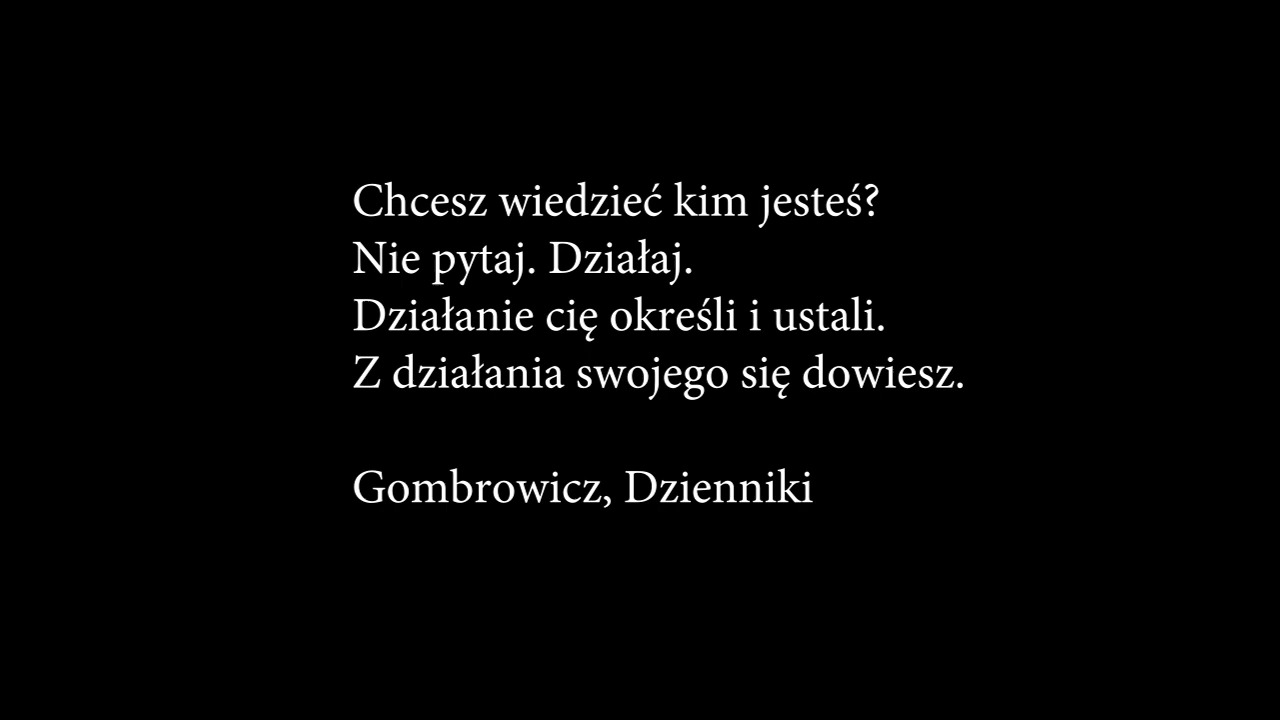 Chcesz wiedzieć kim jesteś?
Nie pytaj. Działaj.
Działanie cię określi i ustali.
Z działania swojego się dowiesz.
Gombrowicz, Dzienniki